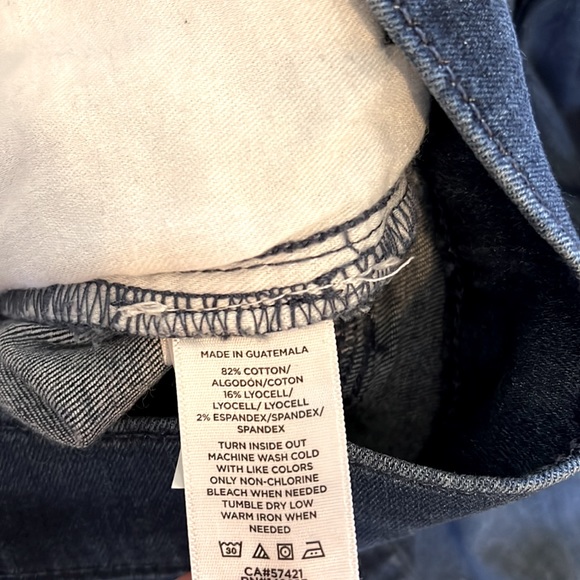 MADE IN GUATEMALA
82% COTTON/
ALGODÓN/COTON
16% LYOCELL/
LYOCELL/ LYOCELL
2% ESPANDEX/SPANDEX/
SPANDEX
TURN INSIDE OUT
MACHINE WASH COLD
WITH LIKE COLORS
ONLY NON-CHLORINE
BLEACH WHEN NEEDED
TUMBLE DRY LOW
WARM IRON WHEN
NEEDED
30
CA#57421